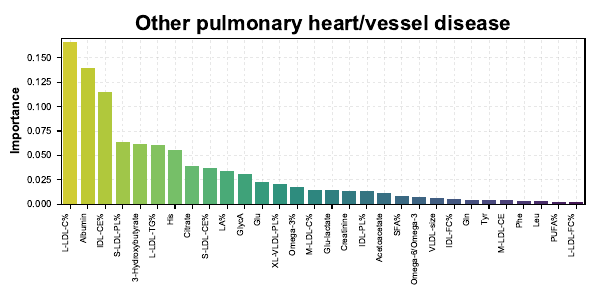 Other pulmonary heart/vessel disease
Importance
0.150
0.125
0.100
0.075
0.050
0.025
0.000
L-LDL-C%
Albumin
IDL-CE%
S-LDL-PL%
3-Hydroxybutyrate
L-LDL-TG%
His
Citrate
S-LDL-CE%
LA%
GlycA
Glu
XL-VLDL-PL%
Omega-3%
M-LDL-C%
Glu-lactate
Creatinine
IDL-PL%
Acetoacetate
SFA%
Omega-6/Omega-3
VLDL-size
IDL-FC%
Gln
Tyr
M-LDL-CE
Phe
Leu
PUFA%
L-LDL-FC%